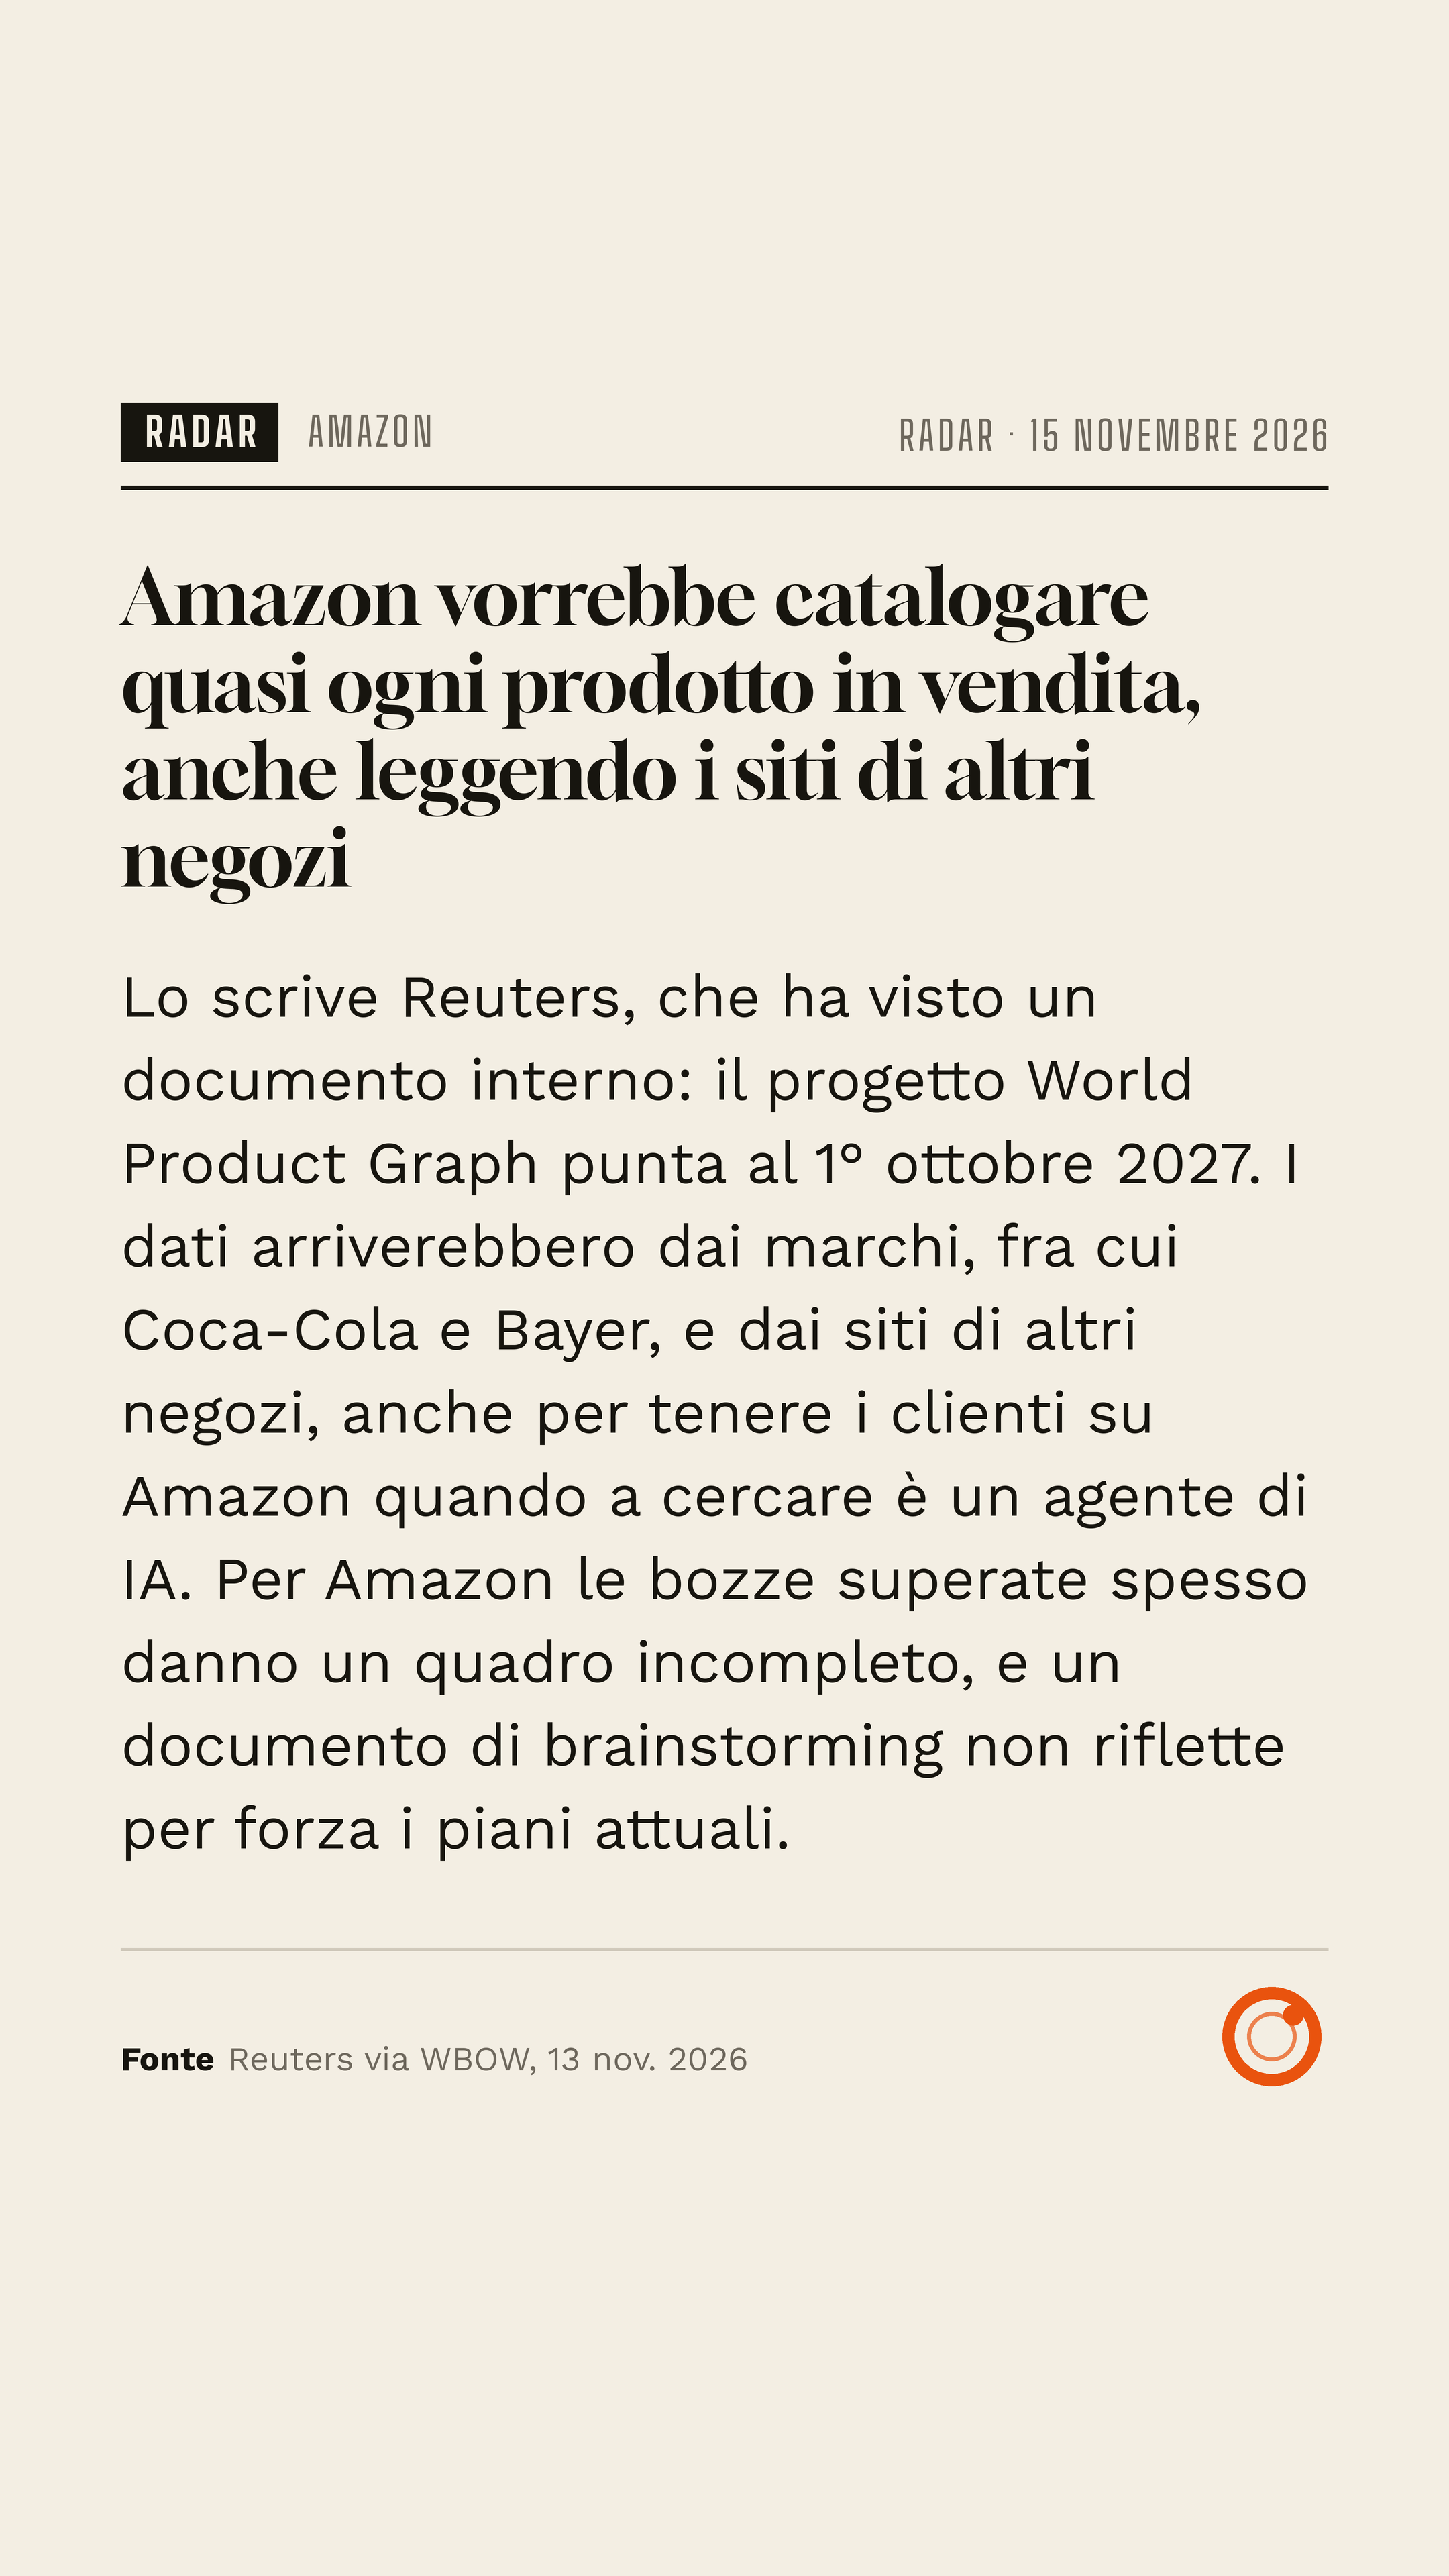 RADAR AMAZON RADAR · 15 NOVEMBRE 2026
Amazon vorrebbe catalogare
quasi ogni prodotto in vendita,
anche leggendo i siti di altri
negozi
Lo scrive Reuters, che ha visto un
documento interno: il progetto World
Product Graph punta al 1° ottobre 2027. I
dati arriverebbero dai marchi, fra cui
Coca-Cola e Bayer, e dai siti di altri
negozi, anche per tenere i clienti su
Amazon quando a cercare è un agente di
IA. Per Amazon le bozze superate spesso
danno un quadro incompleto, e un
documento di brainstorming non riflette
per forza i piani attuali.
Fonte Reuters via WBOW, 13 nov. 2026